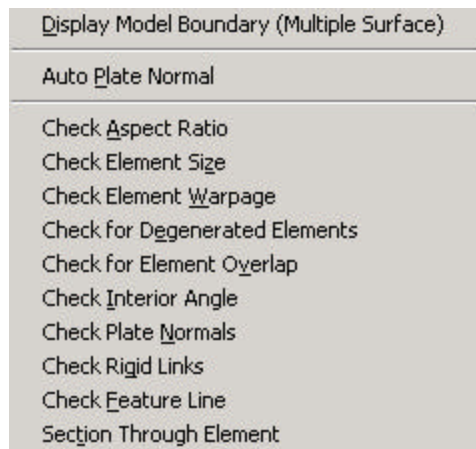 Display Model Boundary (Multiple Surface)
Auto Plate Normal
Check Aspect Ratio
Check Element Size
Check Element Warpage
Check for Degenerated Elements
Check for Element Overlap
Check Interior Angle
Check Plate Normals
Check Rigid Links
Check Feature Line
Section Through Element